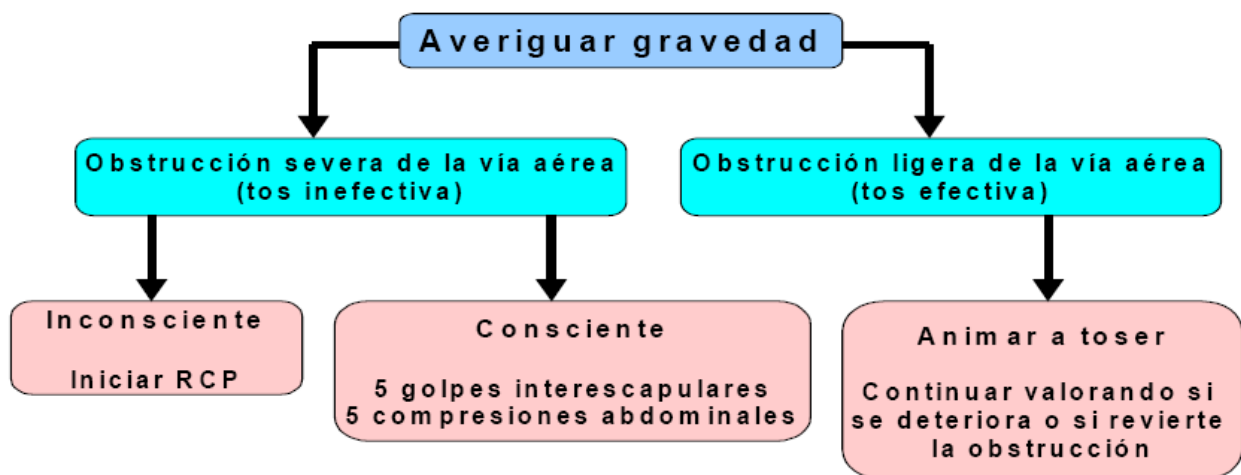 Averiguar gravedad
Obstrucción severa de la vía aérea
(tos inefectiva)
Obstrucción ligera de la vía aérea
(tos efectiva)
Inconsciente
Iniciar RCP
Consciente
5 golpes interescapulares
5 compresiones abdominales
Animar a toser
Continuar valorando si
se deteriora o si revierte
la obstrucción